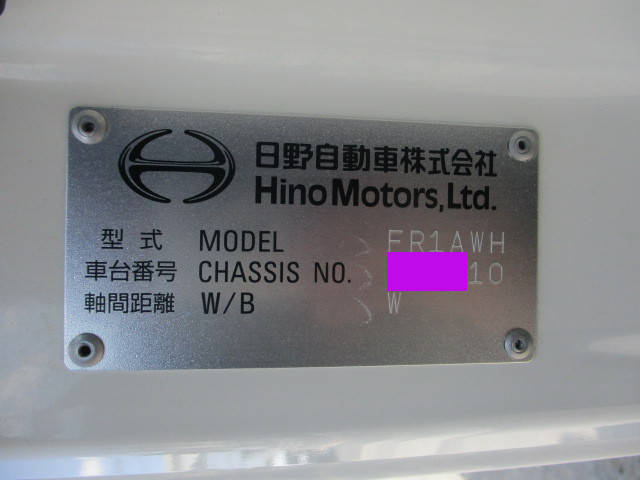 日野自動車株式会社
Hino Motors, Ltd.
型式 MODEL FR1AWH
車台番号 CHASSIS NO. 10
軸間距離 W/B W